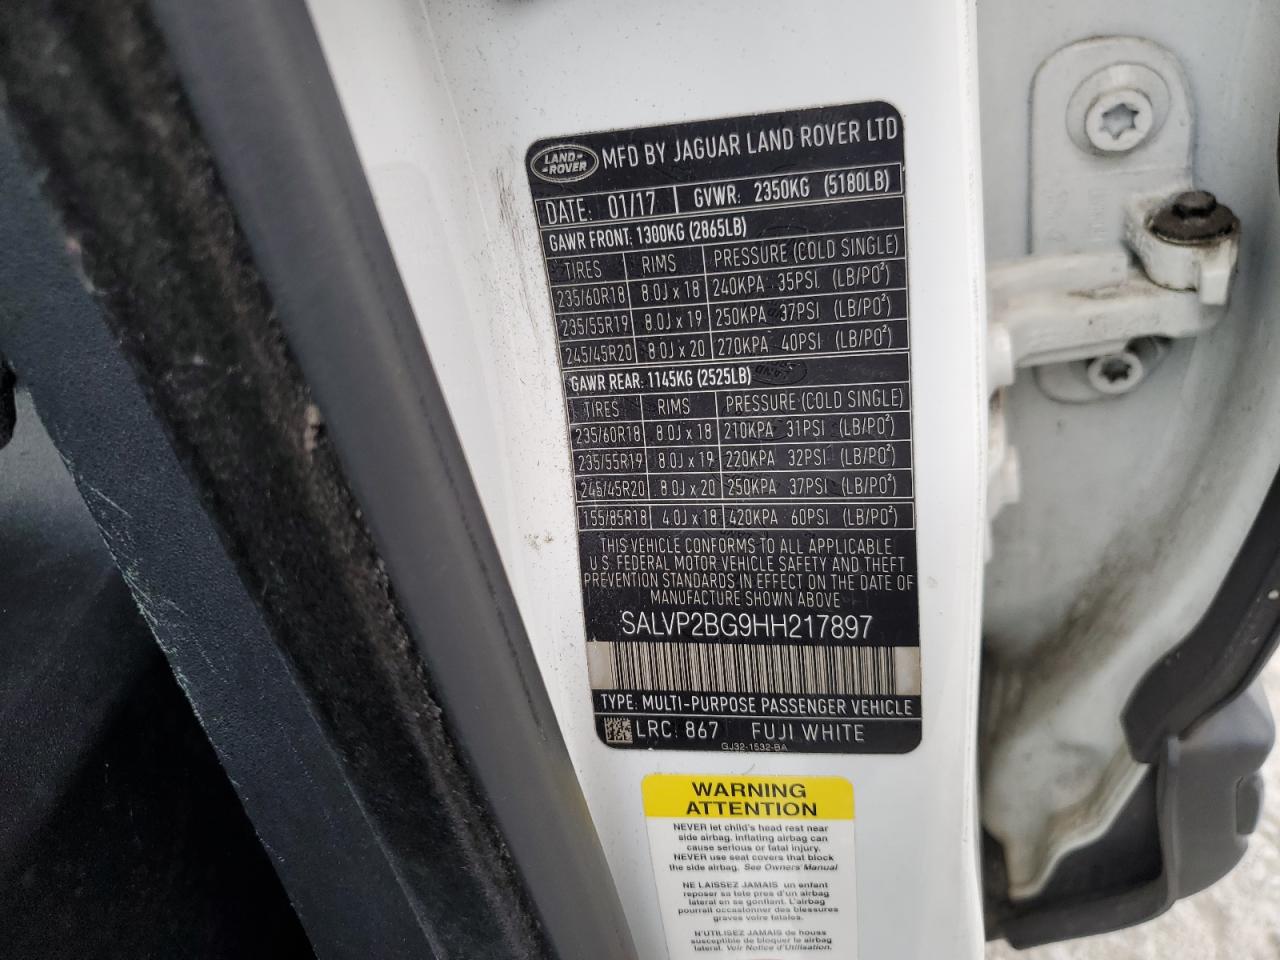 LAND-ROVER MFD BY JAGUAR LAND ROVER LTD
DATE: 01/17 GVWR: 2350KG (5180LB)
GAWR FRONT: 1300KG (2865LB)
TIRES RIMS PRESSURE (COLD SINGLE)
235/60R18 8.0J x 18 240KPA 35PSI (LB/PO²)
235/55R19 8.0J x 19 250KPA 37PSI (LB/PO²)
245/45R20 8.0J x 20 270KPA 40PSI (LB/PO²)
GAWR REAR: 1145KG (2525LB)
TIRES RIMS PRESSURE (COLD SINGLE)
235/60R18 8.0J x 18 210KPA 31PSI (LB/PO²)
235/55R19 8.0J x 19 220KPA 32PSI (LB/PO²)
245/45R20 8.0J x 20 250KPA 37PSI (LB/PO²)
155/85R18 4.0J x 18 420KPA 60PSI (LB/PO²)
THIS VEHICLE CONFORMS TO ALL APPLICABLE
U.S. FEDERAL MOTOR VEHICLE SAFETY AND THEFT
PREVENTION STANDARDS IN EFFECT ON THE DATE OF
MANUFACTURE SHOWN ABOVE
SALVP2BG9HH217897
TYPE: MULTI-PURPOSE PASSENGER VEHICLE
LRC: 867 FUJI WHITE
GJ32-1532-BA
WARNING
ATTENTION
NEVER let child's head rest near
side airbag. inflating airbag can
cause serious or fatal injury.
NEVER use seat covers that block
the side airbag. See Owners' Manual
NE LAISSEZ JAMAIS un enfant
reposer sa tete pres d'un airbag
lateral en se gonflant. L'airbag
pourrait occasionner des blessures
graves voire fatales.
N'UTILISEZ JAMAIS de houss
susceptible de bloquer le airbag
lateral. Voir Notice d'Utilisation.